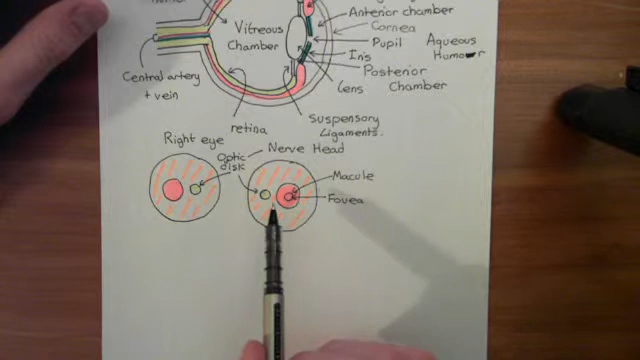 Vitreous
Chamber
Anterior chamber
Cornea
Pupil
Aqueous
Humour
Iris
Posterior
Chamber
Lens
Central artery
+ vein
retina
Suspensory
Ligaments.
Right eye
Optic
disk
Nerve Head
Macule
Fovea